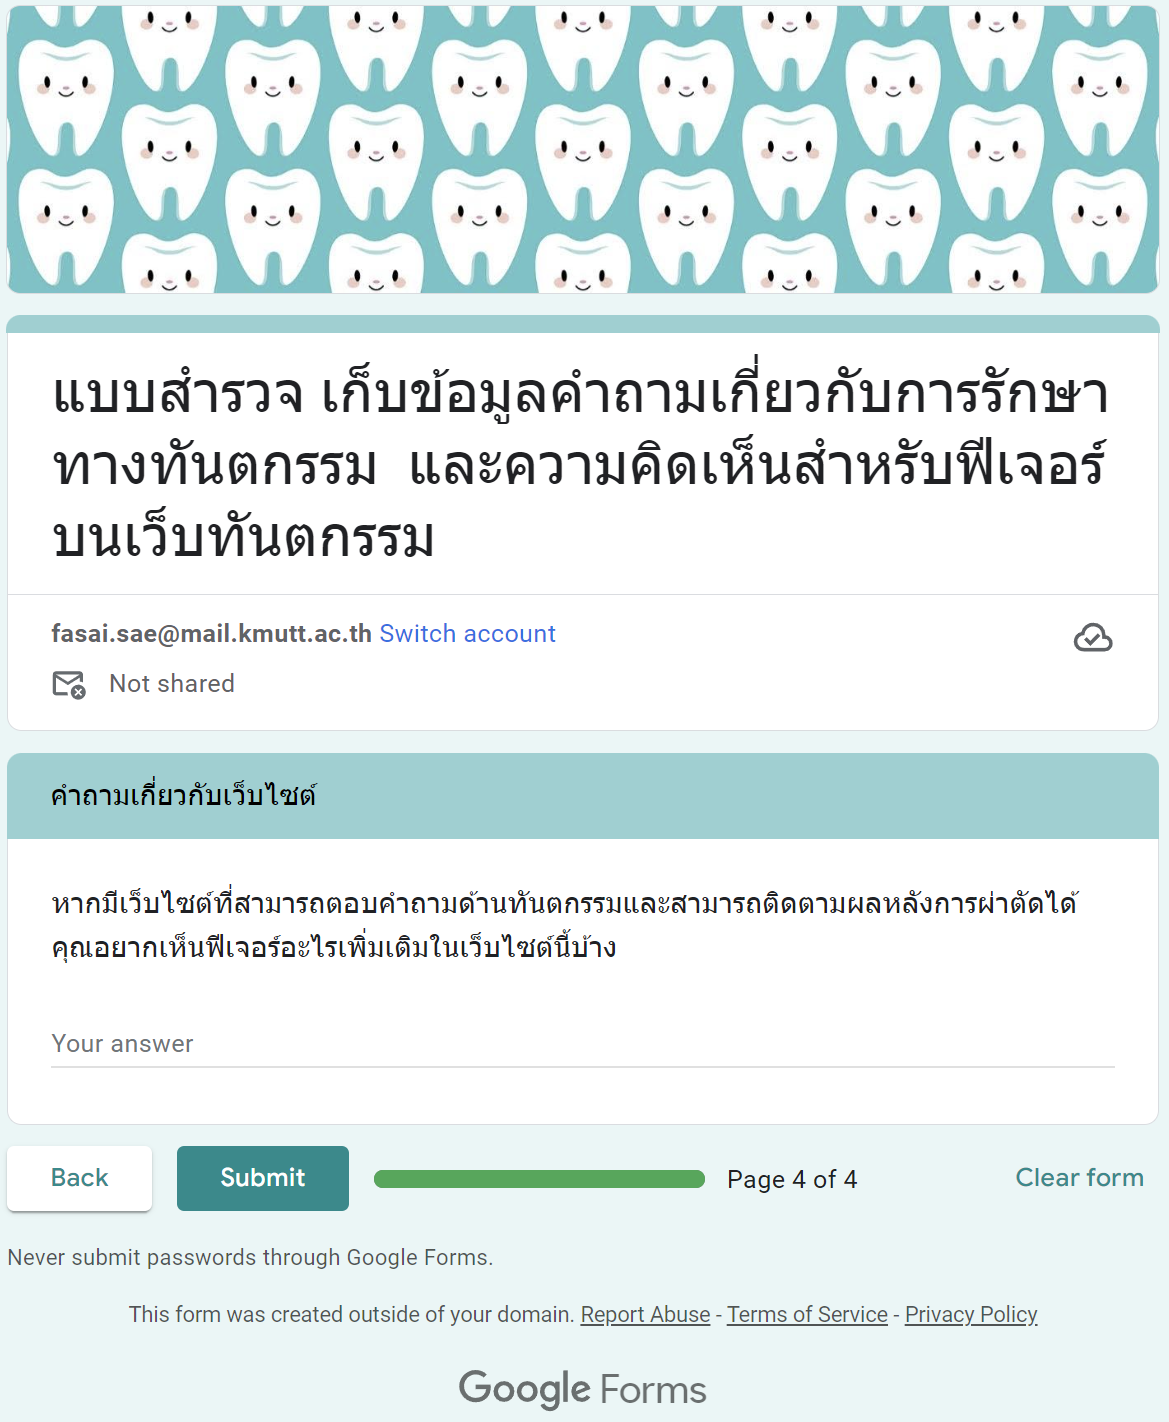 แบบสำรวจ เก็บข้อมูลคำถามเกี่ยวกับการรักษา
ทางทันตกรรม  และความคิดเห็นสำหรับฟีเจอร์
บนเว็บทันตกรรม
fasai.sae@mail.kmutt.ac.th Switch account
Not shared
คำถามเกี่ยวกับเว็บไซต์
หากมีเว็บไซต์ที่สามารถตอบคำถามด้านทันตกรรมและสามารถติดตามผลหลังการผ่าตัดได้
คุณอยากเห็นฟีเจอร์อะไรเพิ่มเติมในเว็บไซต์นี้บ้าง
Your answer
Back Submit Page 4 of 4 Clear form
Never submit passwords through Google Forms.
This form was created outside of your domain. Report Abuse - Terms of Service - Privacy Policy
Google Forms